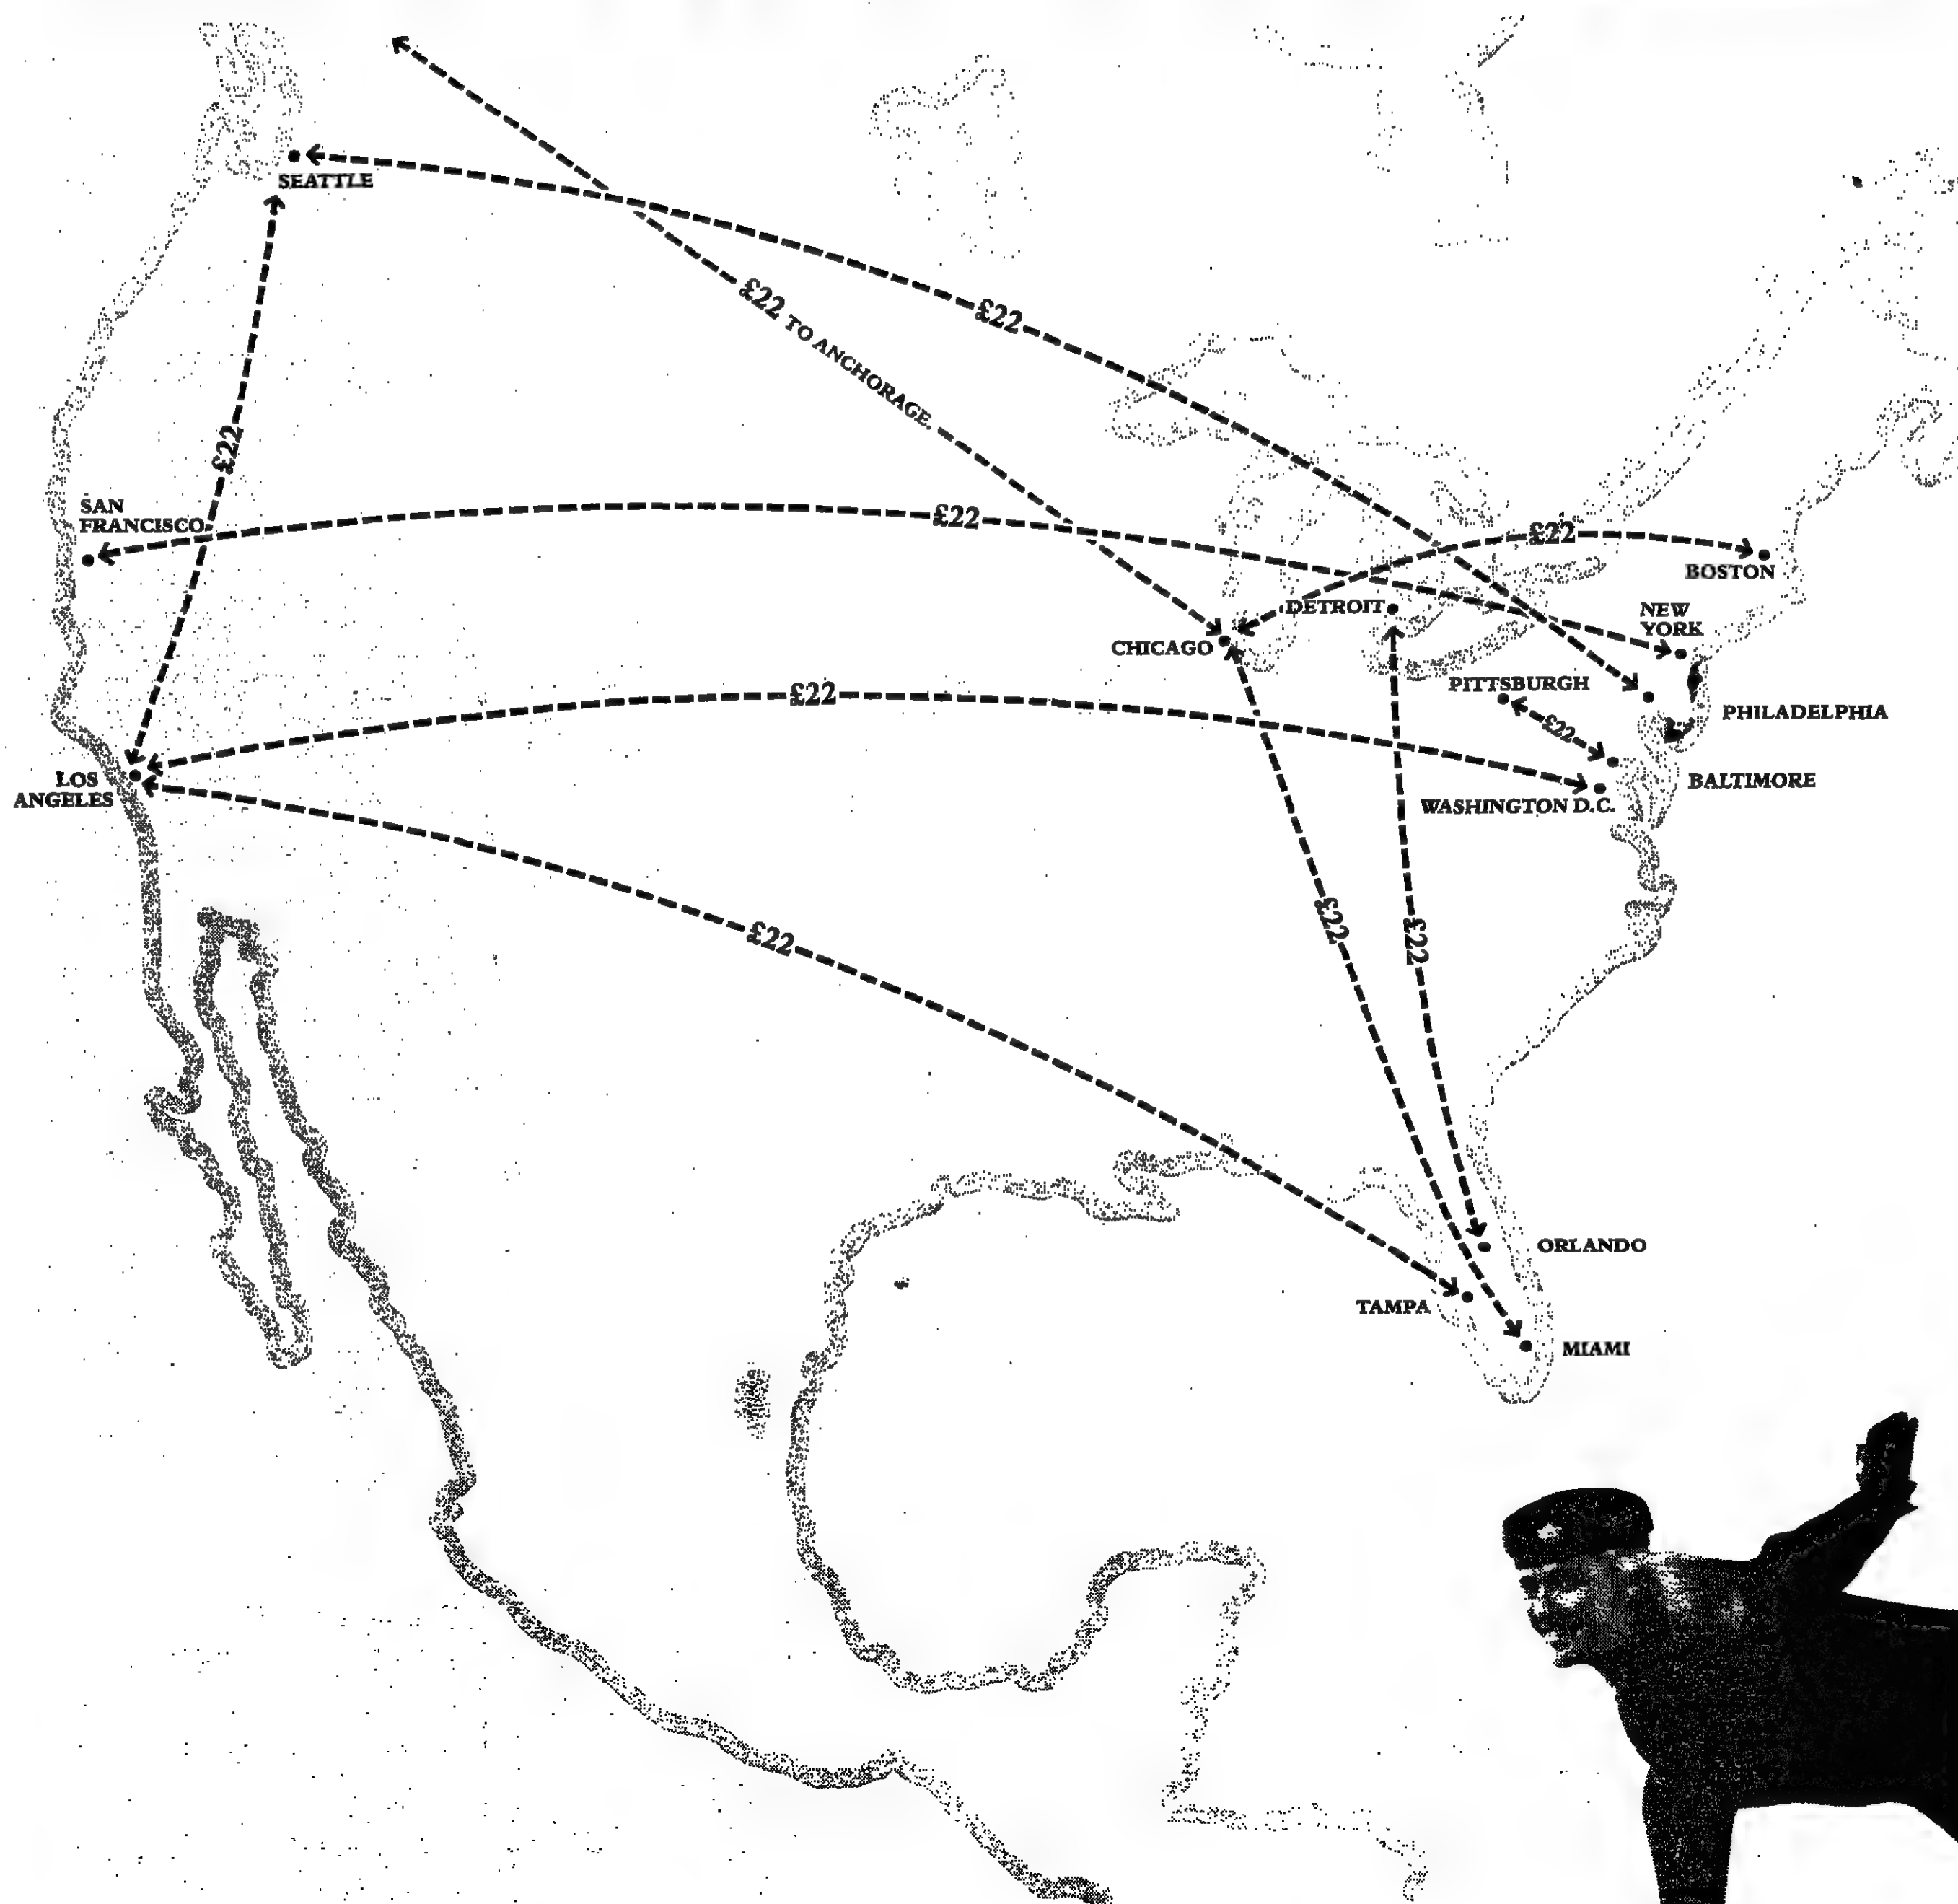 SEATTLE
£22 TO ANCHORAGE.
£22
£22
SAN
FRANCISCO
£22
£22
BOSTON
DETROIT
NEW
YORK
CHICAGO
PITTSBURGH
£22
£22
PHILADELPHIA
LOS
ANGELES
BALTIMORE
WASHINGTON D.C.
£22
£22
£22
ORLANDO
TAMPA
MIAMI